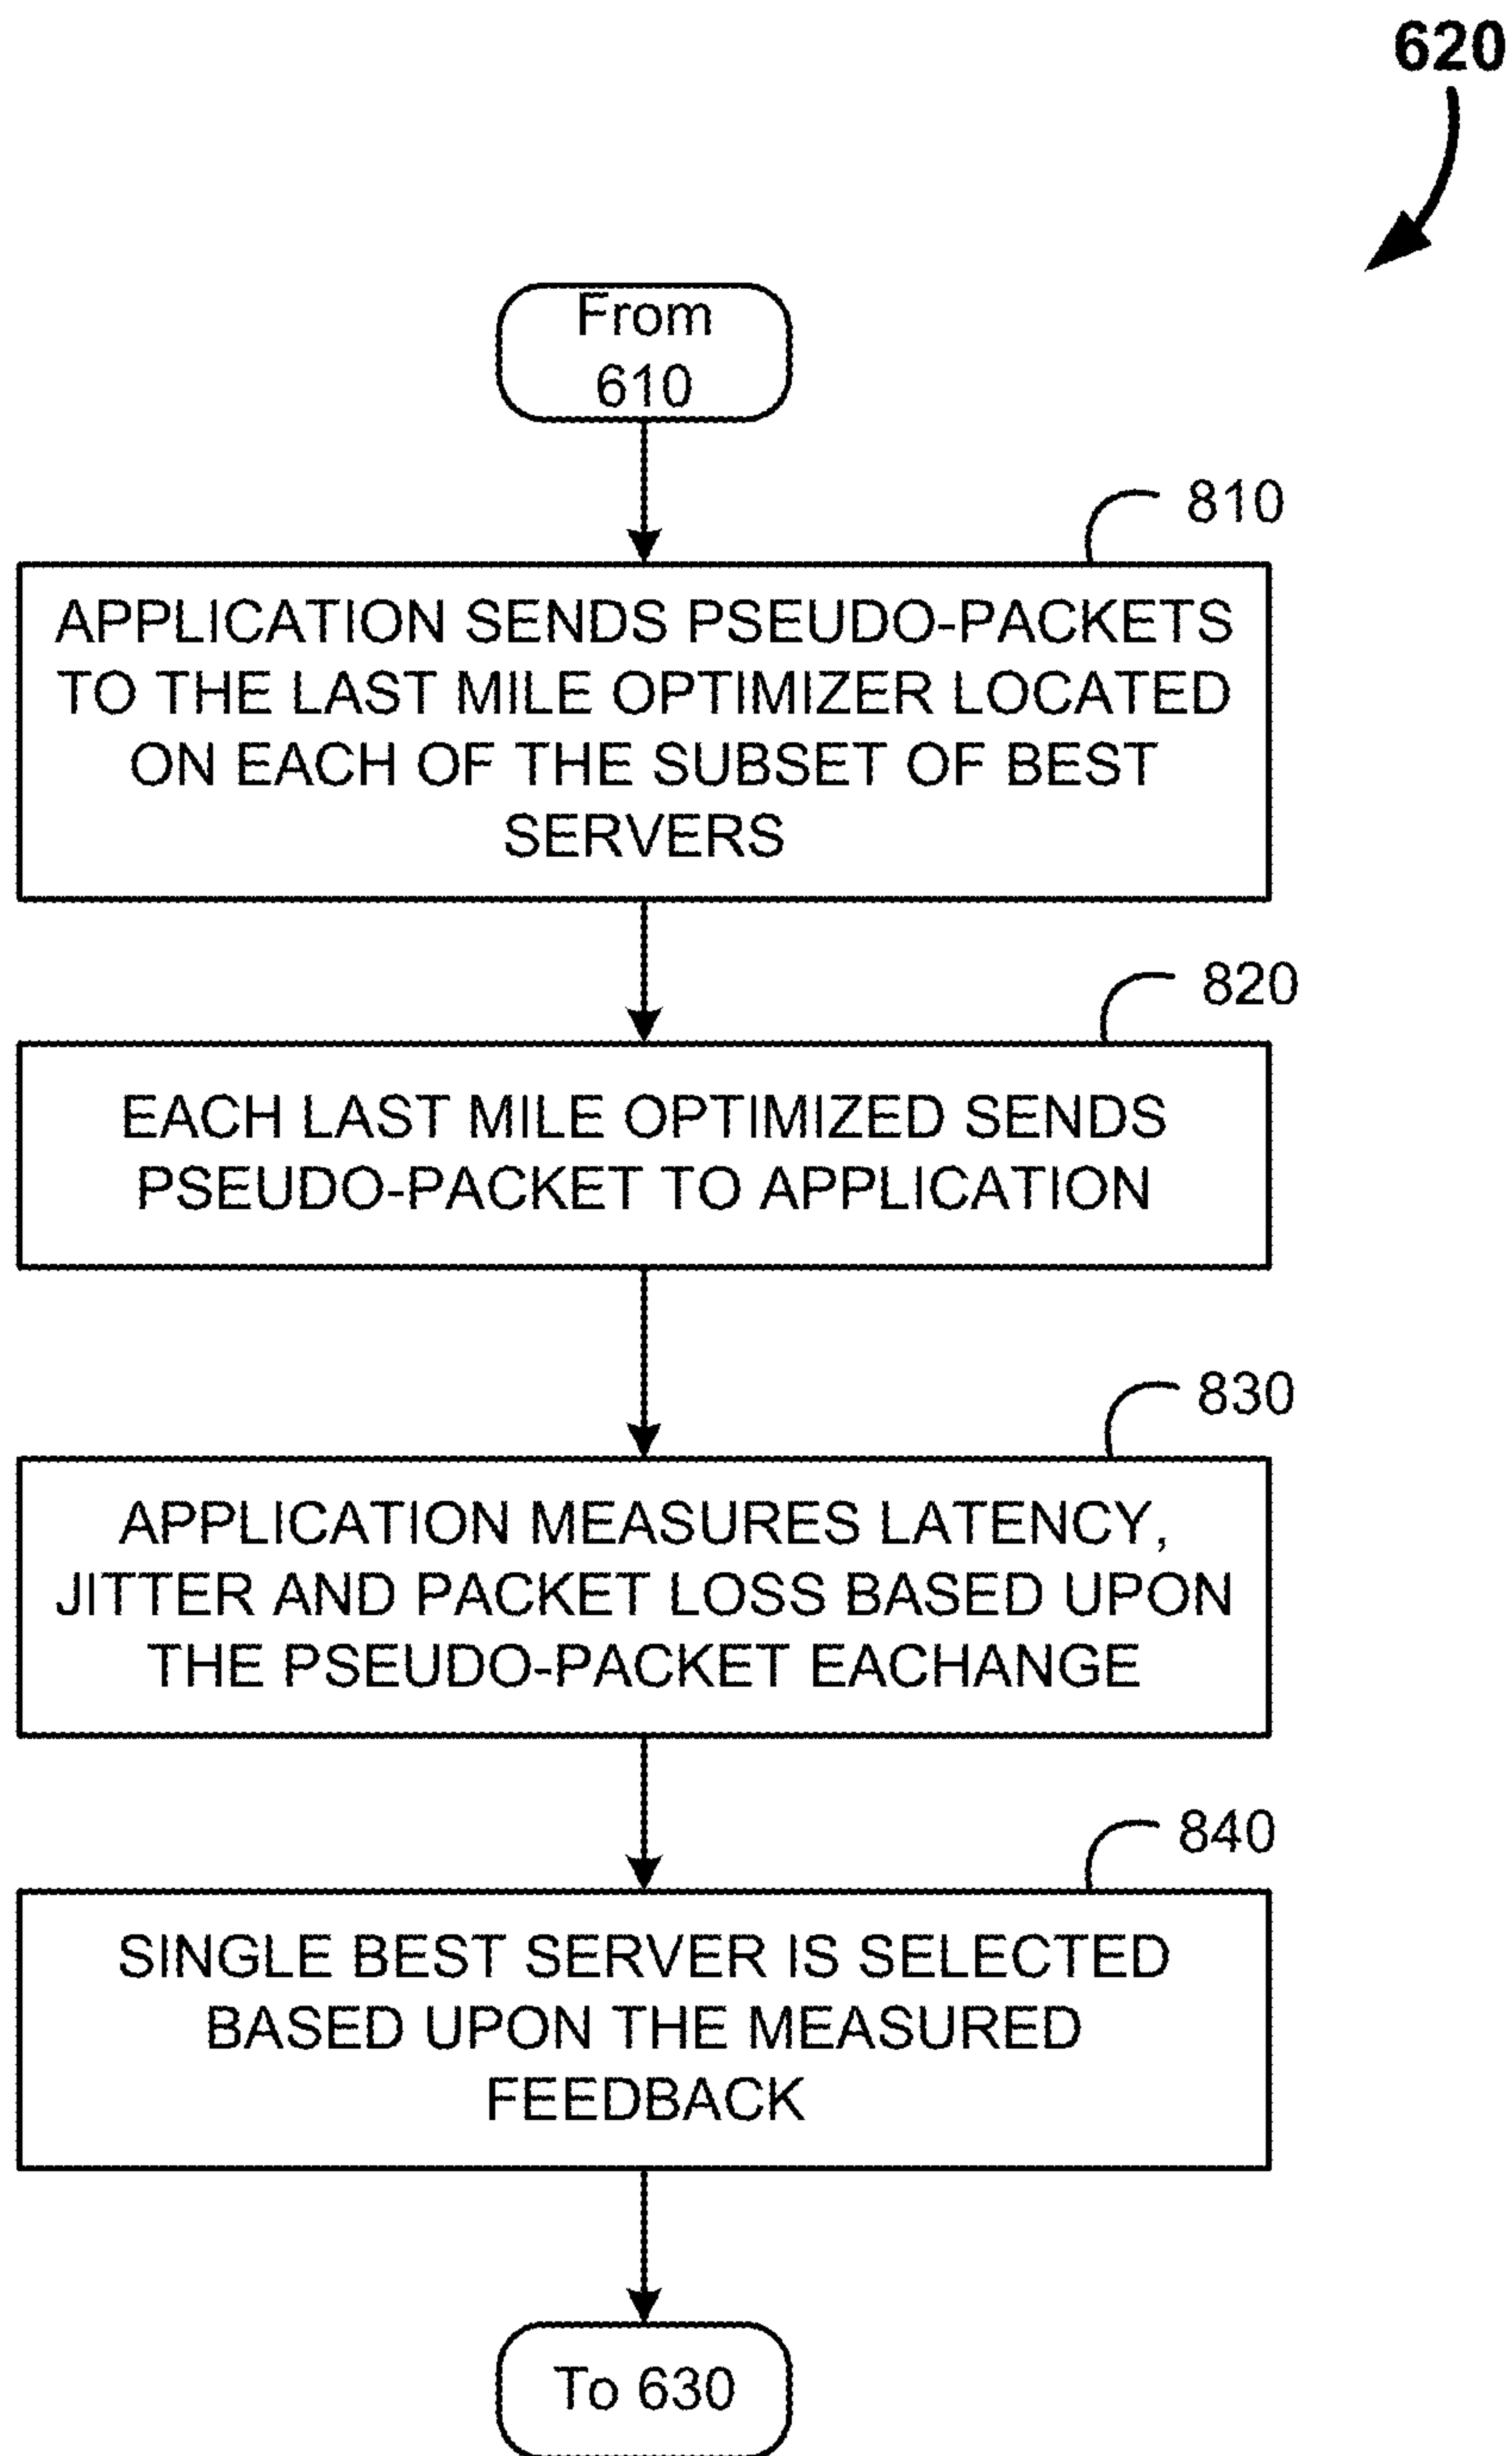 620
From
610
810
APPLICATION SENDS PSEUDO-PACKETS
TO THE LAST MILE OPTIMIZER LOCATED
ON EACH OF THE SUBSET OF BEST
SERVERS
820
EACH LAST MILE OPTIMIZED SENDS
PSEUDO-PACKET TO APPLICATION
830
APPLICATION MEASURES LATENCY,
JITTER AND PACKET LOSS BASED UPON
THE PSEUDO-PACKET EACHANGE
840
SINGLE BEST SERVER IS SELECTED
BASED UPON THE MEASURED
FEEDBACK
To 630